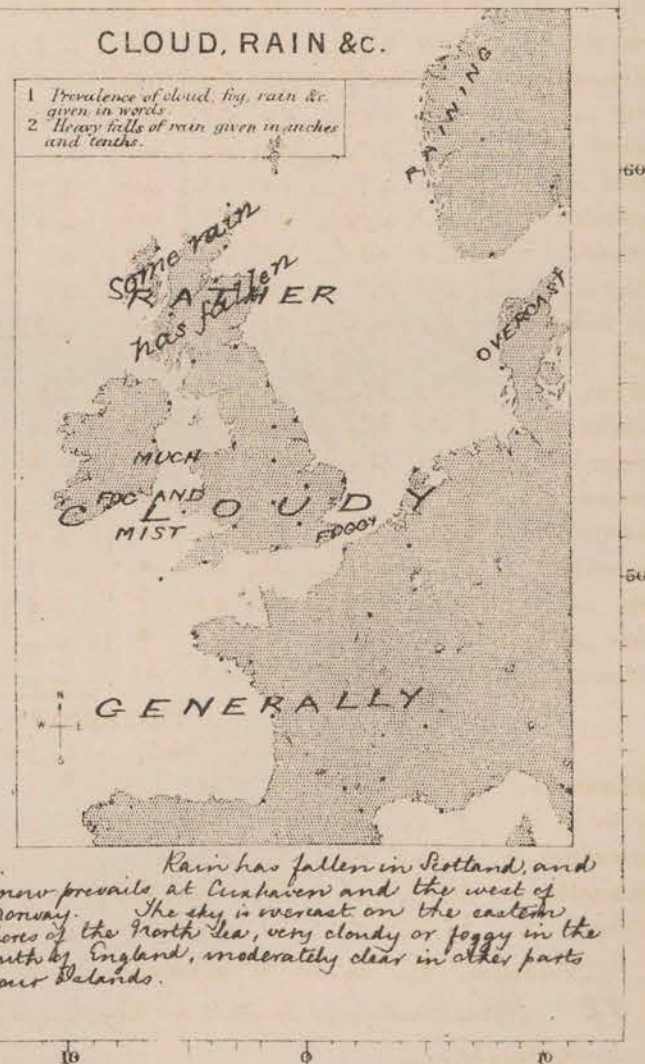 CLOUD, RAIN &c.
1 Prevalence of cloud, fog, rain &c.
given in words.
2 Heavy falls of rain given in inches
and tenths.
RAINING
60
Some rain
has fallen
RATHER
OVERCAST
MUCH
FOG AND
MIST
CLOUDY
FOGGY
50
N
W E
S
GENERALLY
Rain has fallen in Scotland, and
now prevails at Cuxhaven and the west of
Norway. The sky is overcast on the eastern
ores of the North Sea, very cloudy or foggy in the
uth of England, moderately clear in other parts
our Islands.
10 0 10